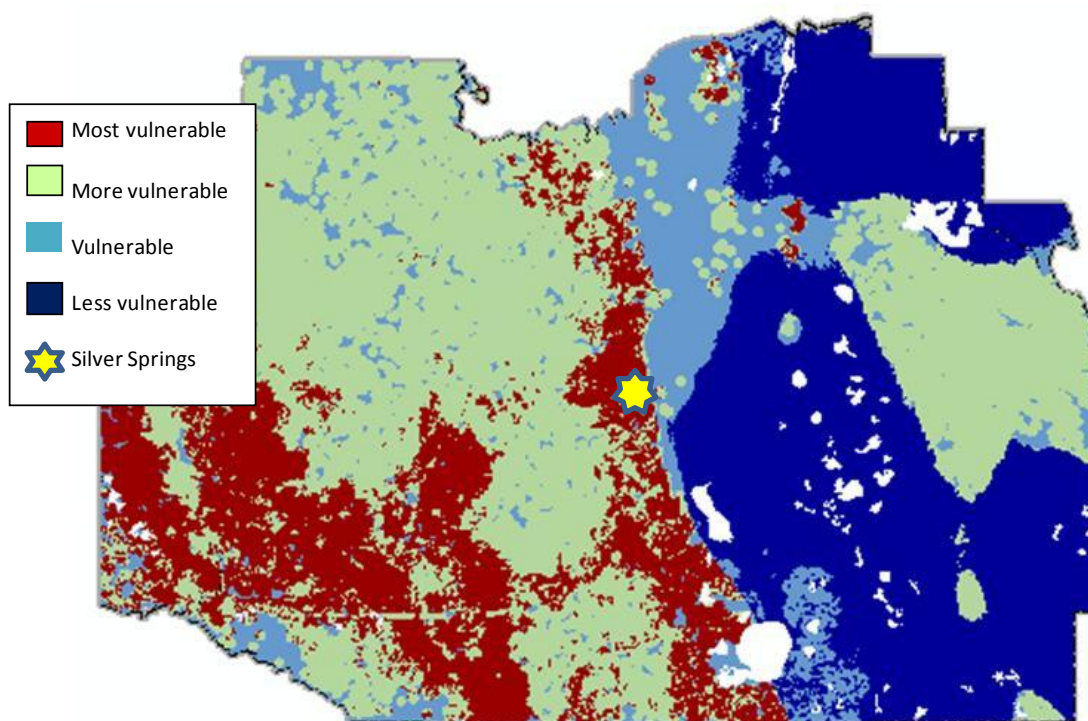 Most vulnerable
More vulnerable
Vulnerable
Less vulnerable
Silver Springs